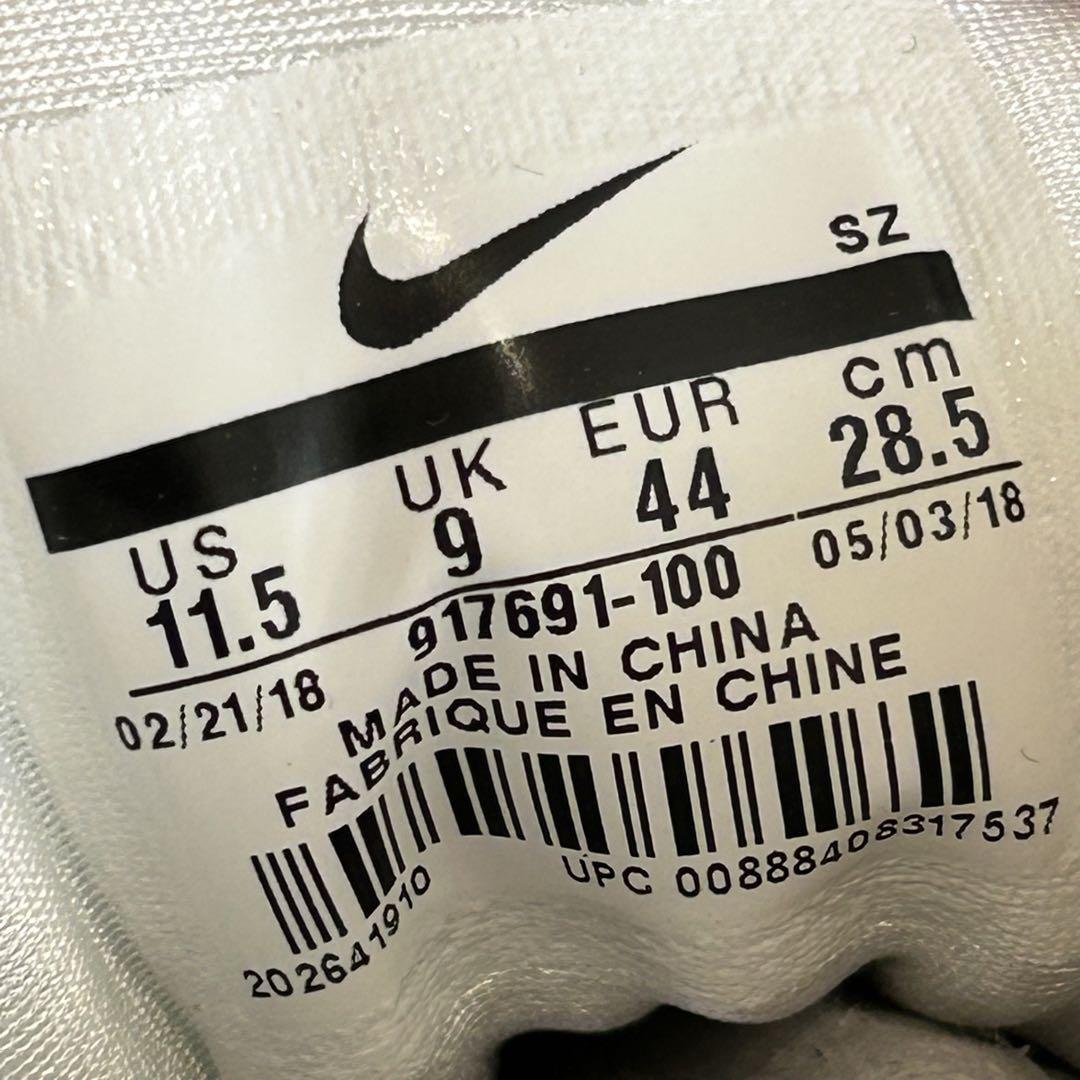 SZ
US UK EUR cm
11.5 9 44 28.5
02/21/18 917691-100 05/03/18
MADE IN CHINA
FABRIQUE EN CHINE
202641910 UPC 00888408317537